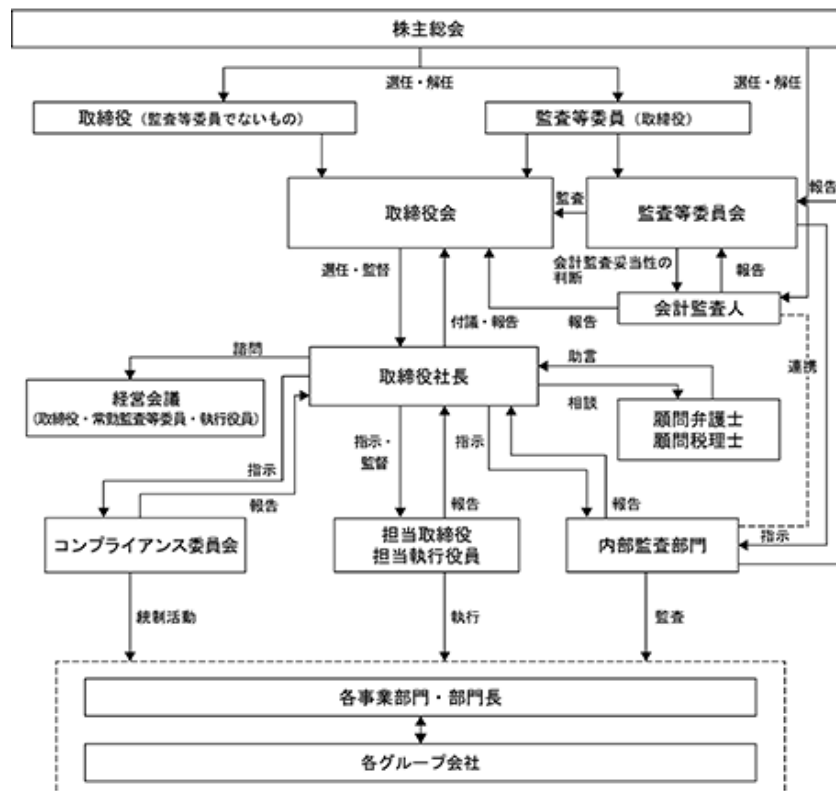 株主総会
選任・解任
選任・解任
取締役（監査等委員でないもの）
監査等委員（取締役）
取締役会
監査
監査等委員会
報告
選任・監督
会計監査妥当性の
判断
報告
会計監査人
付議・報告
報告
諮問
取締役社長
助言
連携
経営会議
（取締役・常勤監査等委員・執行役員）
相談
顧問弁護士
顧問税理士
指示
報告
指示・
監督
報告
指示
報告
指示
コンプライアンス委員会
担当取締役
担当執行役員
内部監査部門
統制活動
執行
監査
各事業部門・部門長
各グループ会社